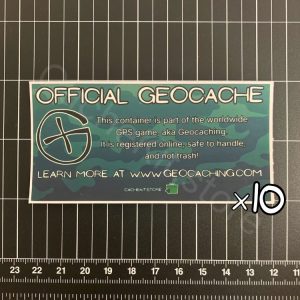 OFFICIAL GEOCACHE
This container is part of the worldwide
GPS game, aka Geocaching.
It is registered online, safe to handle,
and not trash!
LEARN MORE AT WWW.GEOCACHING.COM
CACHEKIT.STORE
x10
23 22 21 20 19 18 17 16 15 14 13 12 11